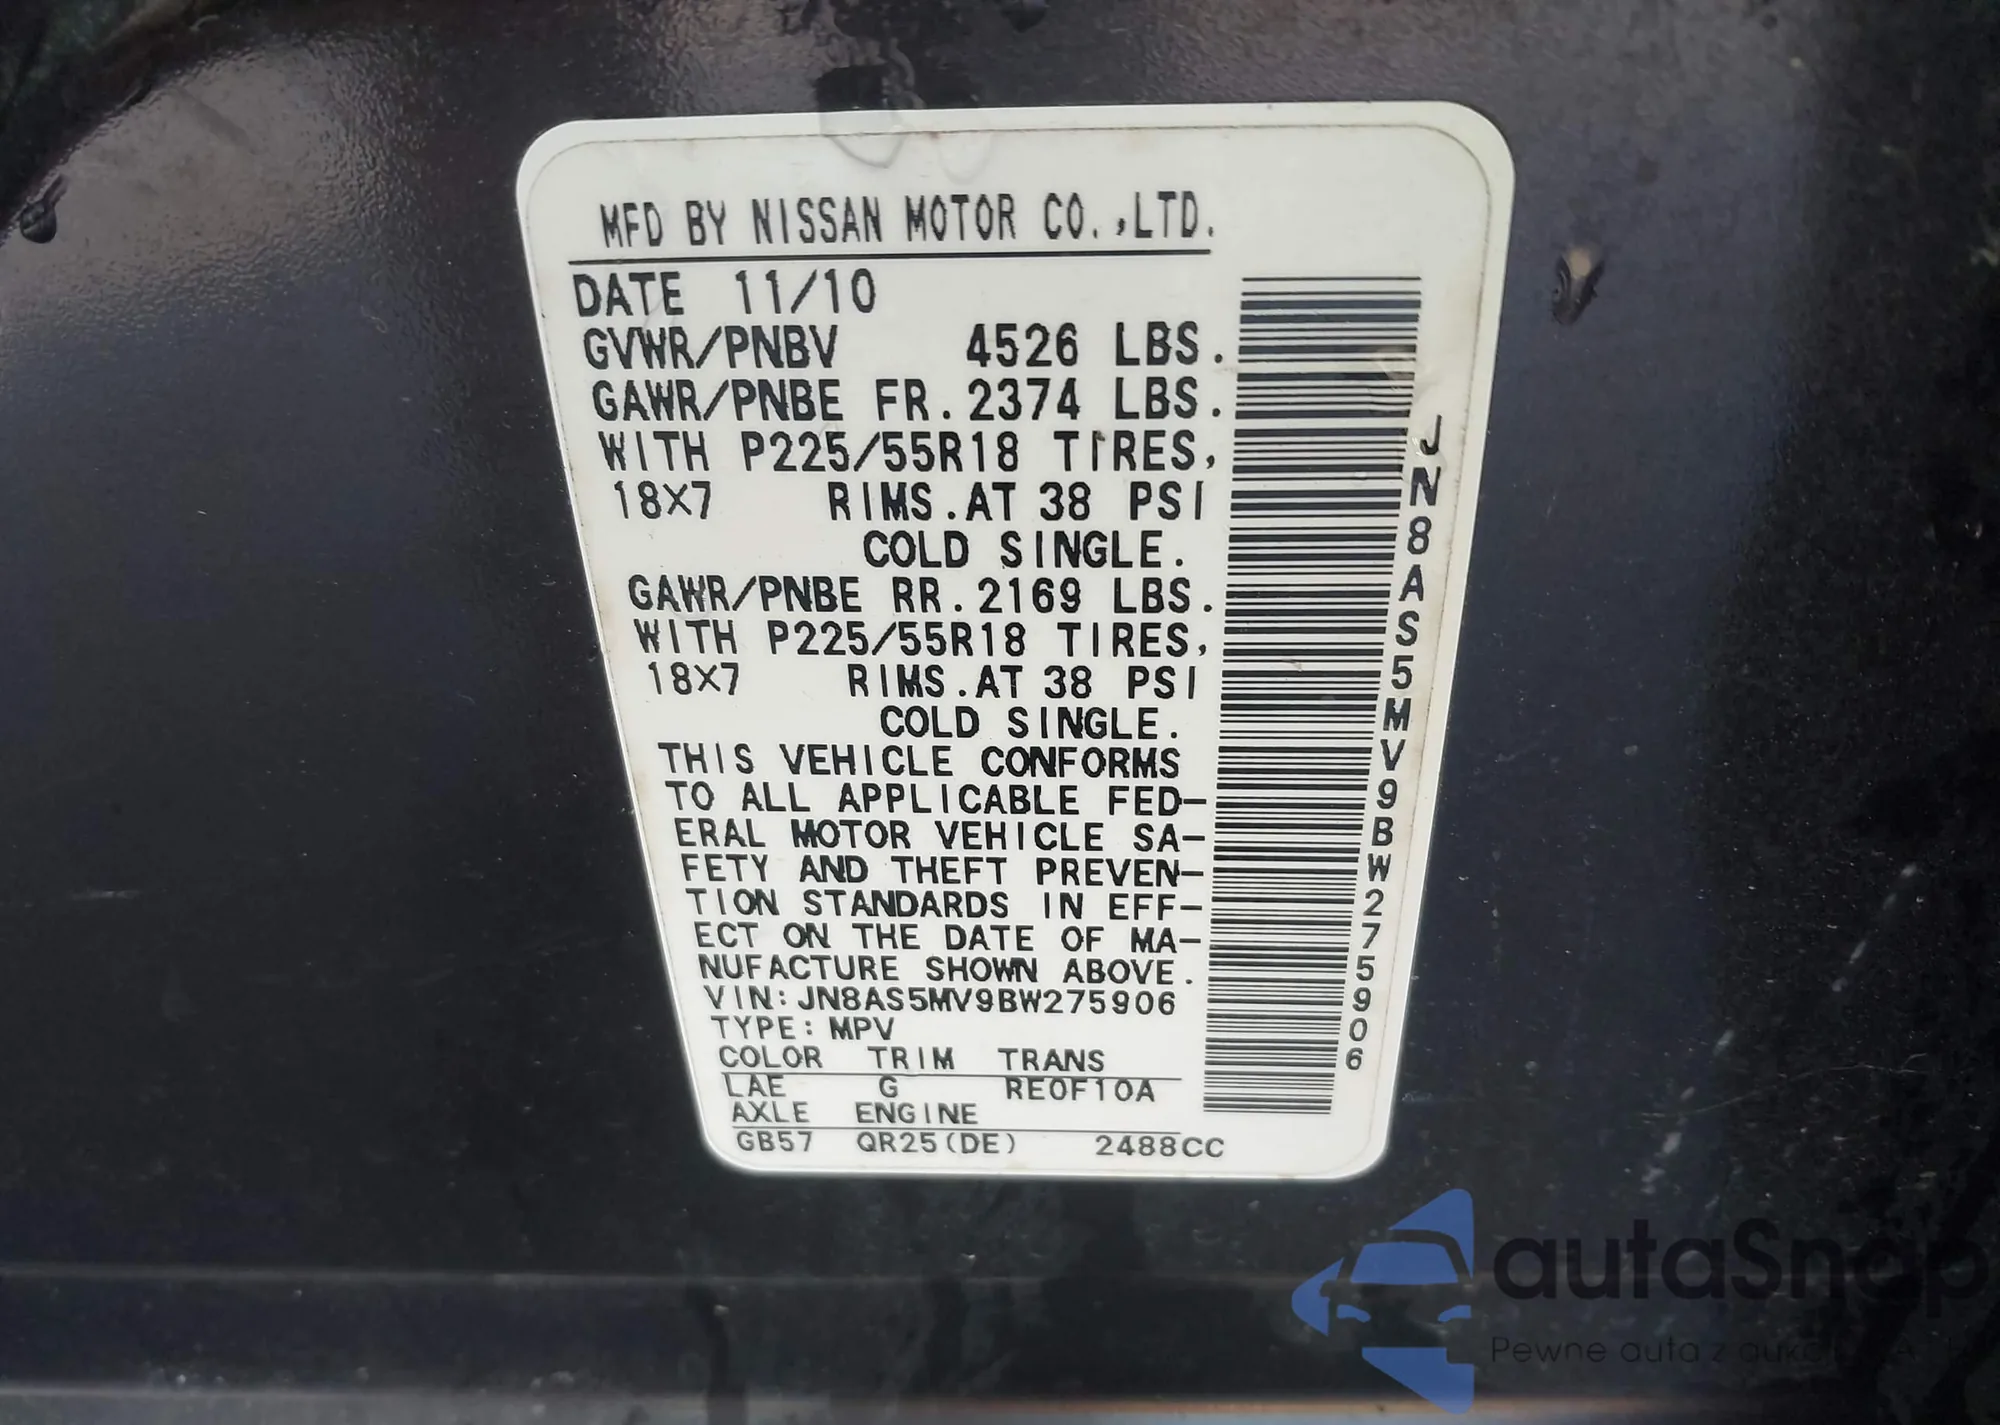 MFD BY NISSAN MOTOR CO.,LTD.
DATE 11/10
GVWR/PNBV 4526 LBS.
GAWR/PNBE FR.2374 LBS.
WITH P225/55R18 TIRES,
18X7 RIMS.AT 38 PSI
COLD SINGLE.
GAWR/PNBE RR.2169 LBS.
WITH P225/55R18 TIRES,
18X7 RIMS.AT 38 PSI
COLD SINGLE.
THIS VEHICLE CONFORMS
TO ALL APPLICABLE FED-
ERAL MOTOR VEHICLE SA-
FETY AND THEFT PREVEN-
TION STANDARDS IN EFF-
ECT ON THE DATE OF MA-
NUFACTURE SHOWN ABOVE.
VIN:JN8AS5MV9BW275906
TYPE:MPV
COLOR TRIM TRANS
LAE G RE0F10A
AXLE ENGINE
GB57 QR25(DE) 2488CC
JN8AS5MV9BW275906
autaSnap
Pewne auta z